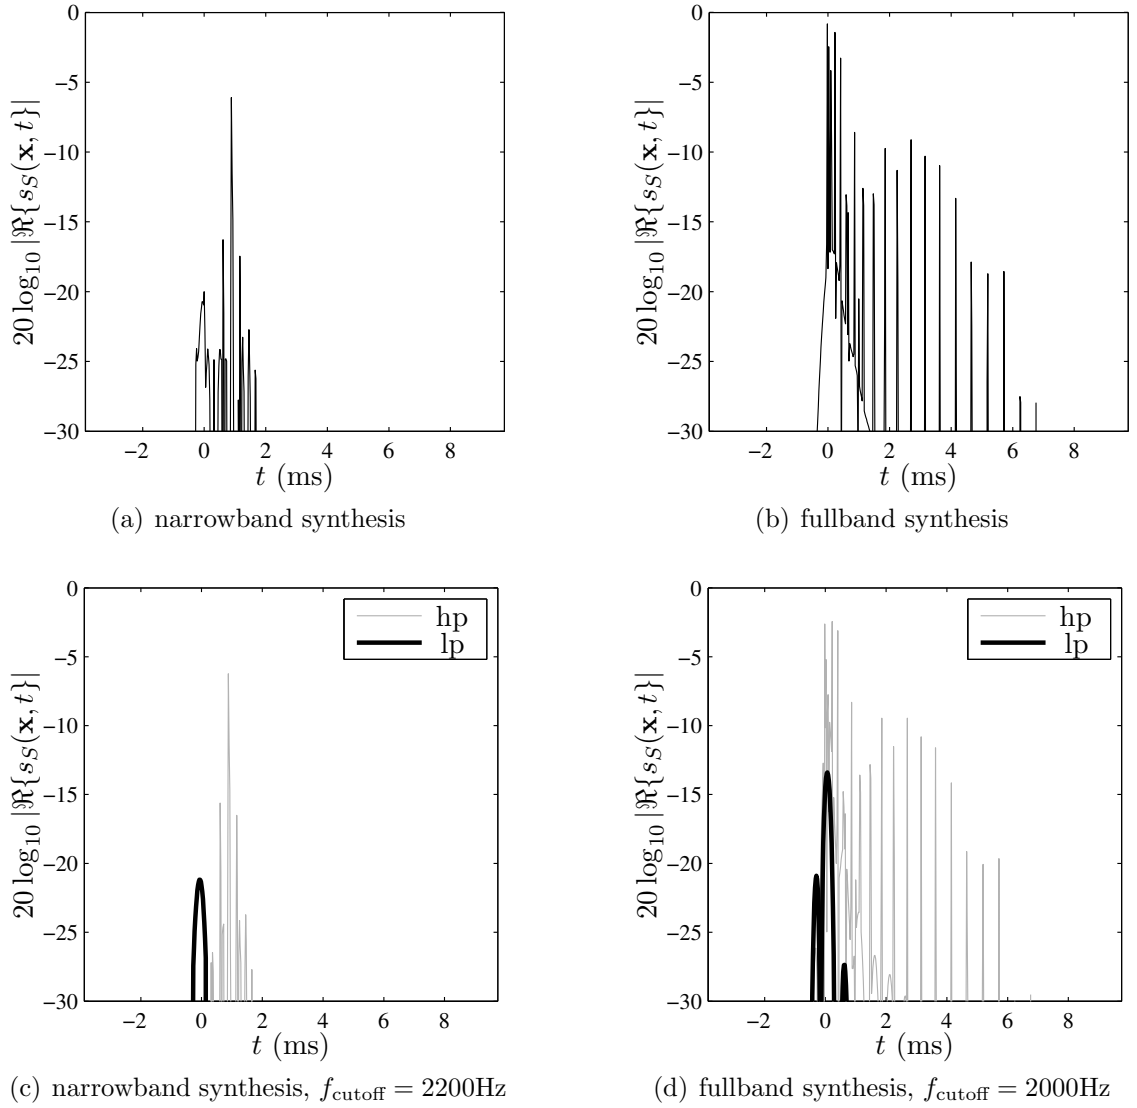 0
−5
−10
−15
−20
−25
−30
−2 0 2 4 6 8
t (ms)
20 log10 |ℜ{sS(x, t}|
(a) narrowband synthesis
0
−5
−10
−15
−20
−25
−30
−2 0 2 4 6 8
t (ms)
20 log10 |ℜ{sS(x, t}|
(b) fullband synthesis
0
−5
−10
−15
−20
−25
−30
−2 0 2 4 6 8
t (ms)
20 log10 |ℜ{sS(x, t}|
hp
lp
(c) narrowband synthesis, fcutoff = 2200Hz
0
−5
−10
−15
−20
−25
−30
−2 0 2 4 6 8
t (ms)
20 log10 |ℜ{sS(x, t}|
hp
lp
(d) fullband synthesis, fcutoff = 2000Hz